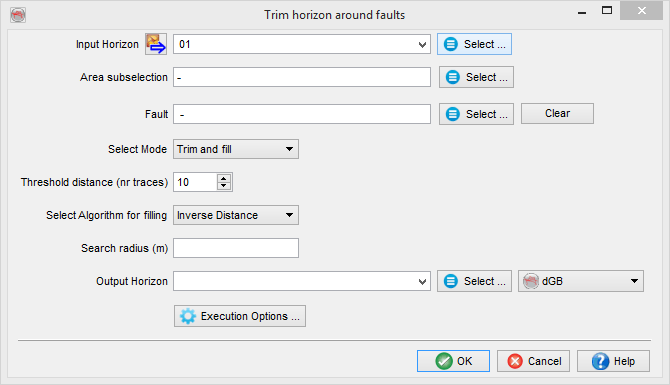 Trim horizon around faults
Input Horizon 01 Select ...
Area subselection - Select ...
Fault - Select ... Clear
Select Mode Trim and fill
Threshold distance (nr traces) 10
Select Algorithm for filling Inverse Distance
Search radius (m)
Output Horizon Select ... dGB
Execution Options ...
OK Cancel Help